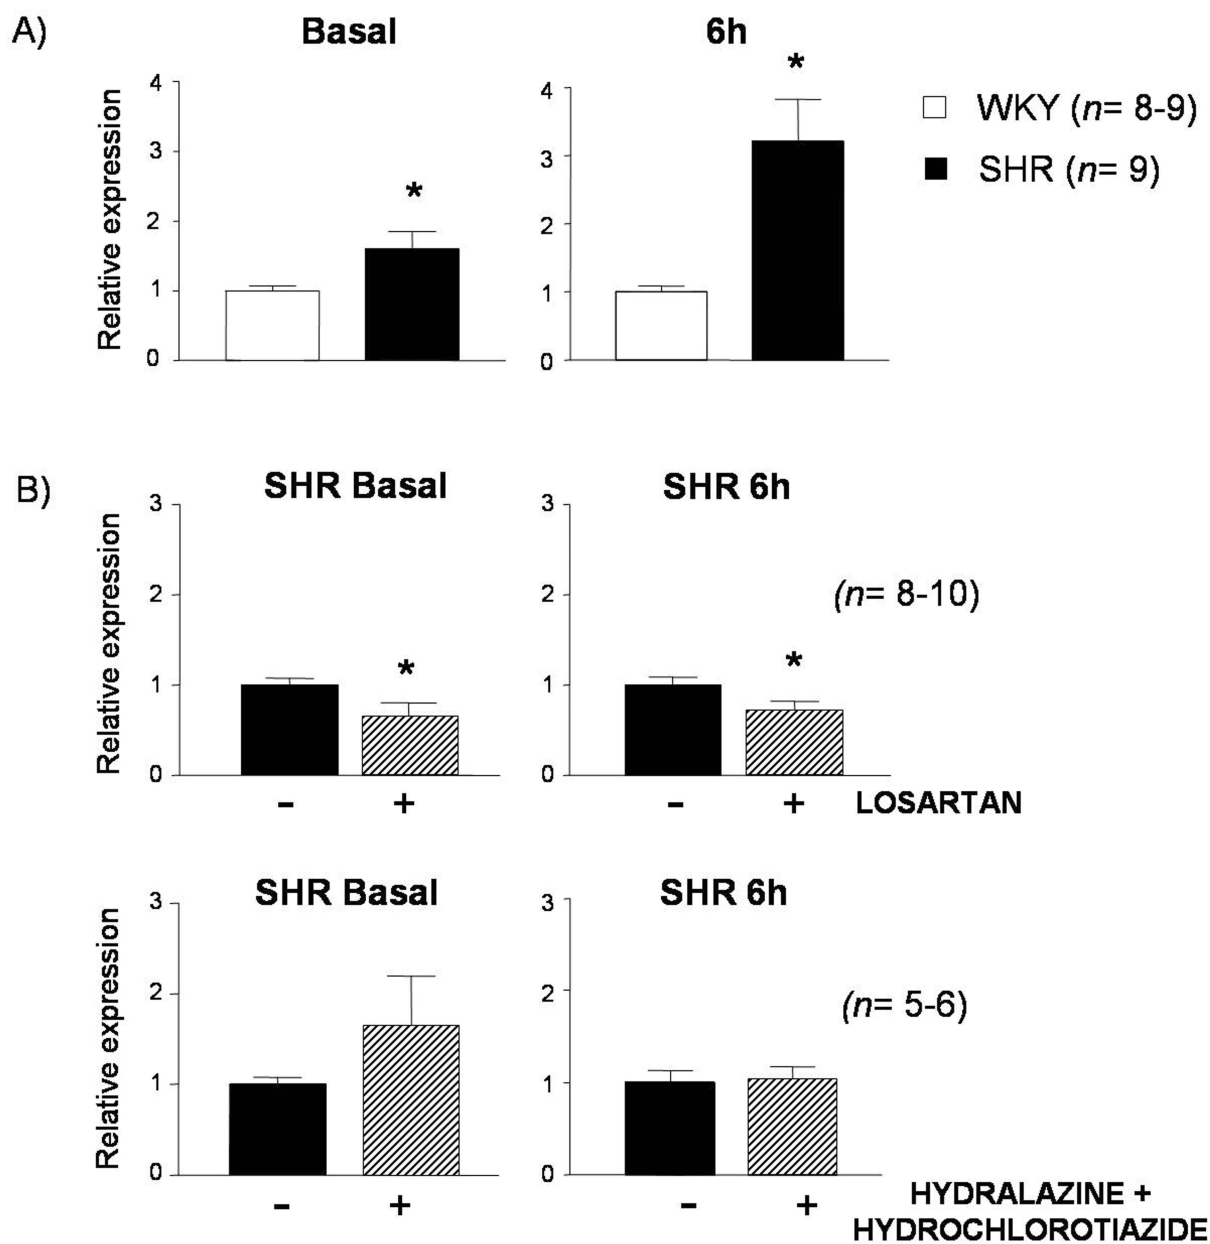 A)
Basal
6h
Relative expression
4
3
2
1
0
*
4
3
2
1
0
*
WKY (n= 8-9)
SHR (n= 9)
B)
SHR Basal
SHR 6h
Relative expression
3
2
1
0
*
- +
3
2
1
0
*
(n= 8-10)
- + LOSARTAN
SHR Basal
SHR 6h
Relative expression
3
2
1
0
- +
3
2
1
0
(n= 5-6)
- +
HYDRALAZINE +
HYDROCHLOROTIAZIDE